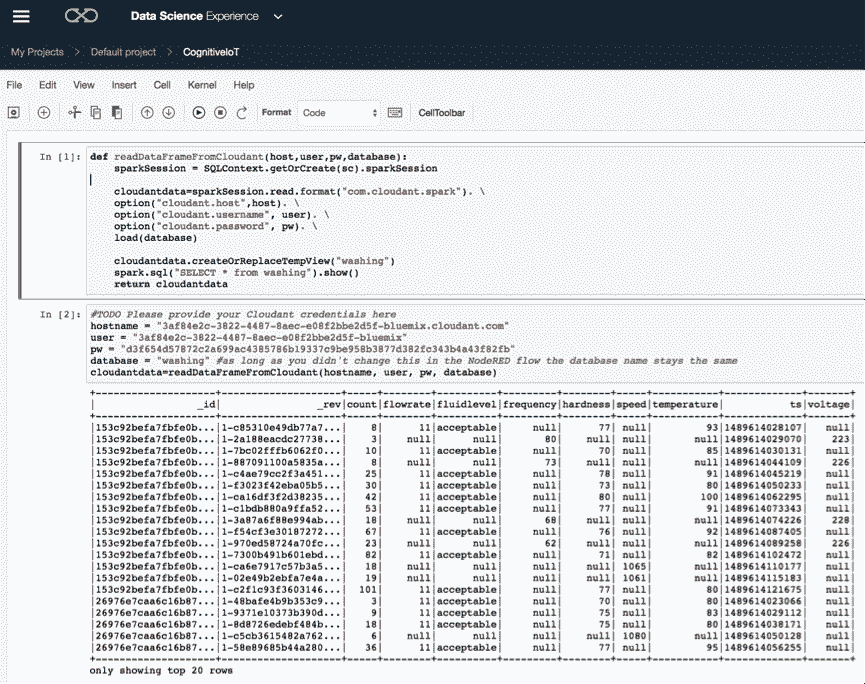 Data Science Experience
My Projects > Default project > CognitiveIoT
File Edit View Insert Cell Kernel Help
Format Code CellToolbar
In [1]: def readDataFrameFromCloudant(host,user,pw,database):
sparkSession = SQLContext.getOrCreate(sc).sparkSession
cloudantdata=sparkSession.read.format("com.cloudant.spark"). \
option("cloudant.host",host). \
option("cloudant.username", user). \
option("cloudant.password", pw). \
load(database)
cloudantdata.createOrReplaceTempView("washing")
spark.sql("SELECT * from washing").show()
return cloudantdata
In [2]: #TODO Please provide your Cloudant credentials here
hostname = "3af84e2c-3822-4487-8aec-e08f2bbe2d5f-bluemix.cloudant.com"
user = "3af84e2c-3822-4487-8aec-e08f2bbe2d5f-bluemix"
pw = "d3f654d57872c2a699ac4385786b19337c9be958b3877d382fc343b4a43f82fb"
database = "washing" #as long as you didn't change this in the NodeRED flow the database name stays the same
cloudantdata=readDataFrameFromCloudant(hostname, user, pw, database)
| _id| _rev|count|flowrate|fluidlevel|frequency|hardness|speed|temperature| ts|voltage|
|153c92befa7fbfe0b...|1-c85310e49db77a7...| 8| 11|acceptable| null| 77| null| 93|1489614028107| null|
|153c92befa7fbfe0b...|1-2a188eacdc27738...| 3| null| null| 80| null| null| null|1489614029070| 223|
|153c92befa7fbfe0b...|1-7bc02fffb6062f0...| 10| 11|acceptable| null| 70| null| 85|1489614030131| null|
|153c92befa7fbfe0b...|1-887091100a5835a...| 8| null| null| 73| null| null| null|1489614044109| 226|
|153c92befa7fbfe0b...|1-c4ae79cc2f3a451...| 25| 11|acceptable| null| 78| null| 91|1489614045219| null|
|153c92befa7fbfe0b...|1-f3023f42eba05b5...| 30| 11|acceptable| null| 73| null| 80|1489614050233| null|
|153c92befa7fbfe0b...|1-ca16df3f2d38235...| 42| 11|acceptable| null| 80| null| 100|1489614062295| null|
|153c92befa7fbfe0b...|1-c1bdb880a9ffa52...| 53| 11|acceptable| null| 77| null| 91|1489614073343| null|
|153c92befa7fbfe0b...|1-3a87a6f88e994ab...| 18| null| null| 68| null| null| null|1489614074226| 228|
|153c92befa7fbfe0b...|1-f54cf3e30187272...| 67| 11|acceptable| null| 76| null| 92|1489614087405| null|
|153c92befa7fbfe0b...|1-970ed58724a70fc...| 23| null| null| 62| null| null| null|1489614089258| 226|
|153c92befa7fbfe0b...|1-7300b491b601ebd...| 82| 11|acceptable| null| 71| null| 82|1489614102472| null|
|153c92befa7fbfe0b...|1-ca6e7917c57b3a5...| 18| null| null| null| null| 1065| null|1489614110177| null|
|153c92befa7fbfe0b...|1-02e49b2ebfa7e4a...| 19| null| null| null| null| 1061| null|1489614115183| null|
|153c92befa7fbfe0b...|1-c2f1c93f3603146...| 101| 11|acceptable| null| 77| null| 80|1489614121675| null|
|26976e7caa6c16b87...|1-48bafe4b9b353c9...| 3| 11|acceptable| null| 70| null| 80|1489614023066| null|
|26976e7caa6c16b87...|1-9371e10373b390d...| 9| 11|acceptable| null| 75| null| 83|1489614029112| null|
|26976e7caa6c16b87...|1-8d8726edebf484b...| 18| 11|acceptable| null| 75| null| 80|1489614038171| null|
|26976e7caa6c16b87...|1-c5cb3615482a762...| 6| null| null| null| null| 1080| null|1489614050128| null|
|26976e7caa6c16b87...|1-58e89685b44a280...| 36| 11|acceptable| null| 77| null| 95|1489614056255| null|
only showing top 20 rows